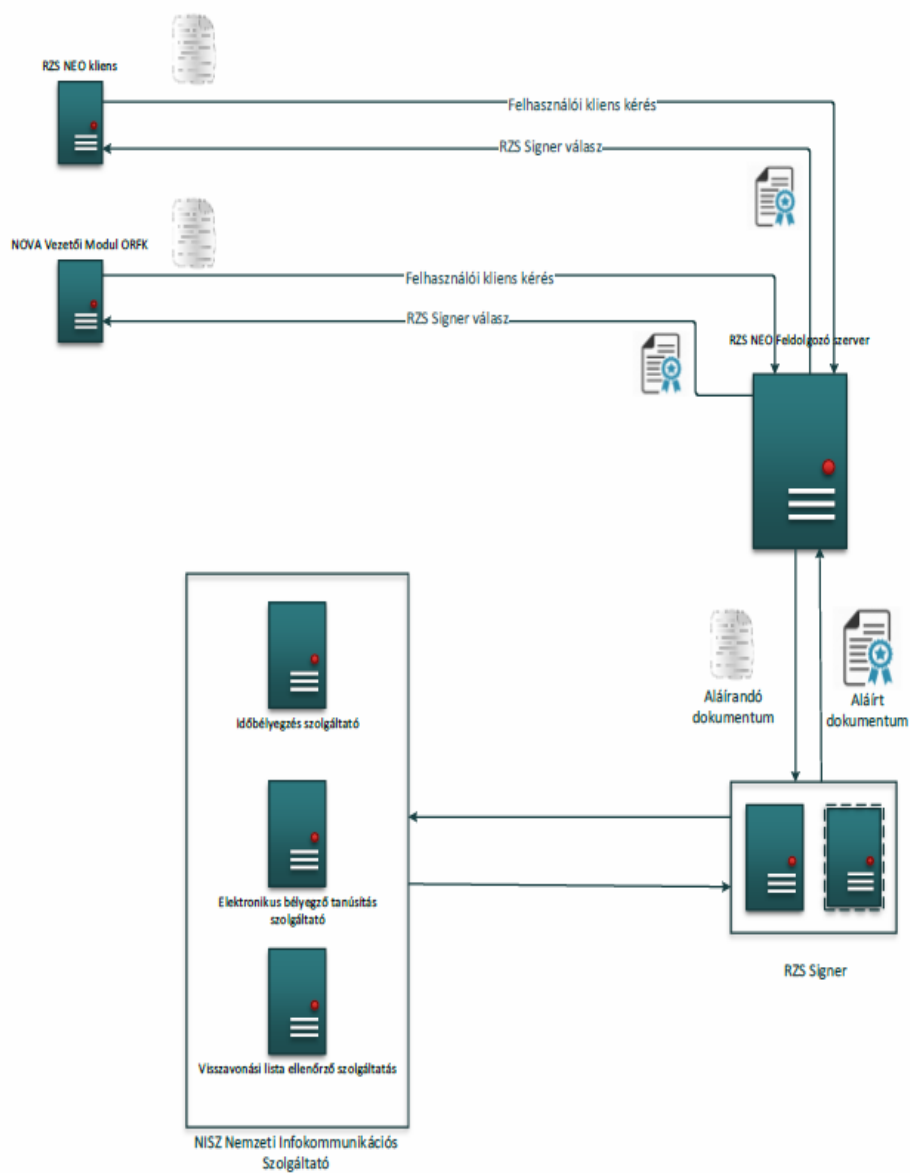 RZS NEO kliens
Felhasználói kliens kérés
RZS Signer válasz
NOVA Vezetői Modul ORFK
Felhasználói kliens kérés
RZS Signer válasz
RZS NEO Feldolgozó szerver
Időbélyegzés szolgáltató
Elektronikus bélyegző tanúsítás
szolgáltató
Visszavonási lista ellenőrző szolgáltatás
NISZ Nemzeti Infokommunikációs
Szolgáltató
Aláírandó
dokumentum
Aláírt
dokumentum
RZS Signer